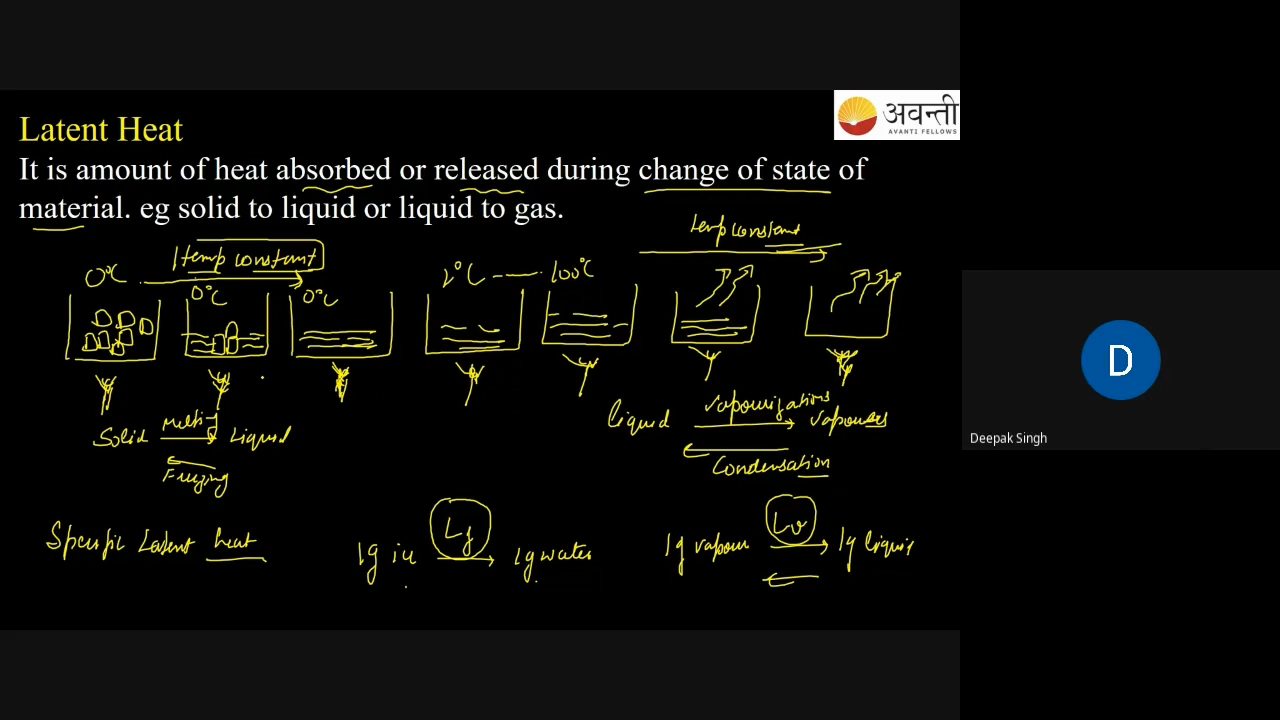 अवन्ती
AVANTI FELLOWS
Latent Heat
It is amount of heat absorbed or released during change of state of
material. eg solid to liquid or liquid to gas.
temp constant
temp constant
0°C
0°C
0°C
1°C
100°C
Solid
melting
Liquid
Freezing
liquid
vapourizations
vapours
Condensation
Specific Latent heat
1g ice
Lf
1g water
1g vapour
Lv
1g liquid
D
Deepak Singh